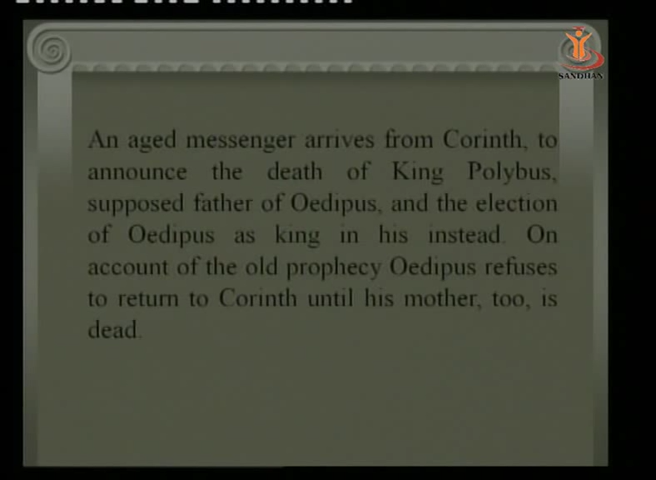 SANDHAN
An aged messenger arrives from Corinth, to
announce the death of King Polybus,
supposed father of Oedipus, and the election
of Oedipus as king in his instead. On
account of the old prophecy Oedipus refuses
to return to Corinth until his mother, too, is
dead.